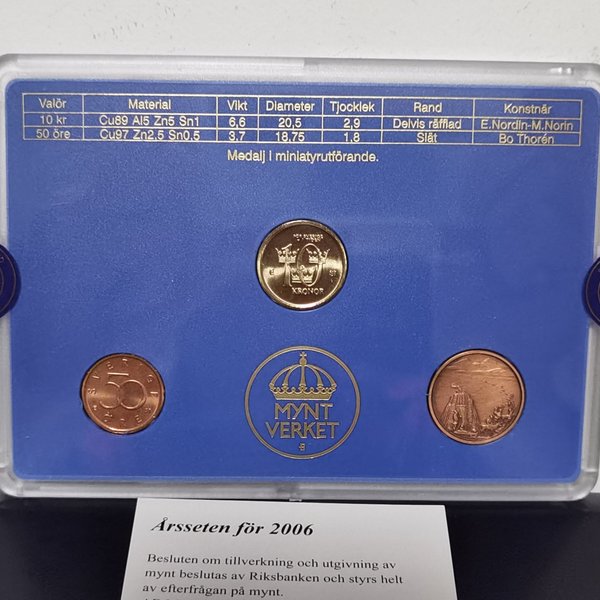 Valör Material Vikt Diameter Tjocklek Rand Konstnär
10 kr Cu89 Al5 Zn5 Sn1 6,6 20,5 2,9 Delvis räfflad E.Nordin-M.Norin
50 öre Cu97 Zn2,5 Sn0,5 3,7 18,75 1,8 Slät Bo Thorén
Medalj i miniatyrutförande.
10
KRONOR
50
MYNT
VERKET
Årsseten för 2006
Besluten om tillverkning och utgivning av
mynt beslutas av Riksbanken och styrs helt
av efterfrågan på mynt.